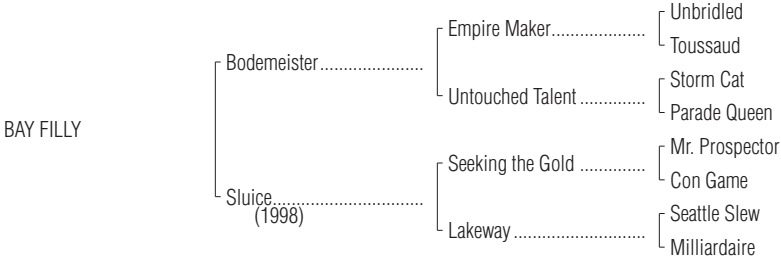 Unbridled
Empire Maker....................
Toussaud
Bodemeister......................
Storm Cat
Untouched Talent ..............
Parade Queen
BAY FILLY
Mr. Prospector
Seeking the Gold ..............
Con Game
Sluice................................
(1998)
Seattle Slew
Lakeway ............................
Milliardaire